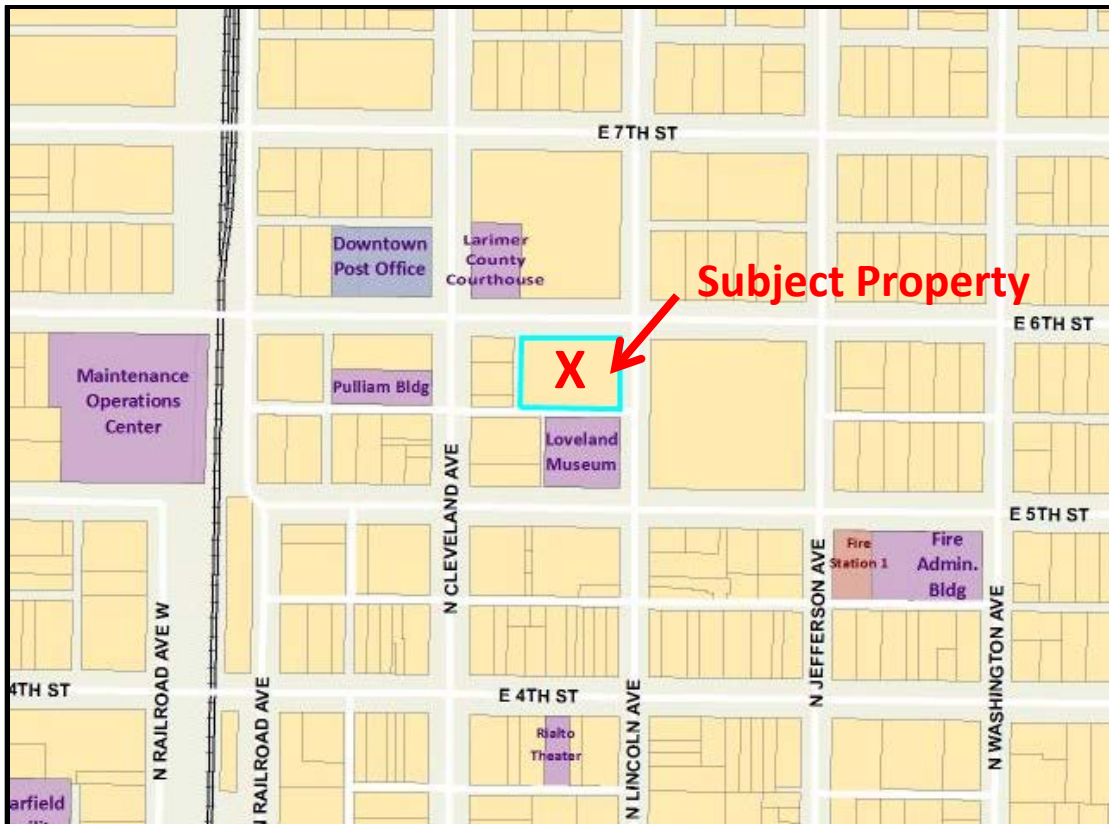 E 7TH ST
Downtown
Post Office
Larimer
County
Courthouse
Subject Property
E 6TH ST
X
Maintenance
Operations
Center
Pulliam Bldg
Loveland
Museum
N CLEVELAND AVE
E 5TH ST
Fire
Station 1
Fire
Admin.
Bldg
N JEFFERSON AVE
N WASHINGTON AVE
N RAILROAD AVE W
N RAILROAD AVE
N LINCOLN AVE
4TH ST
E 4TH ST
Rialto
Theater
arfield